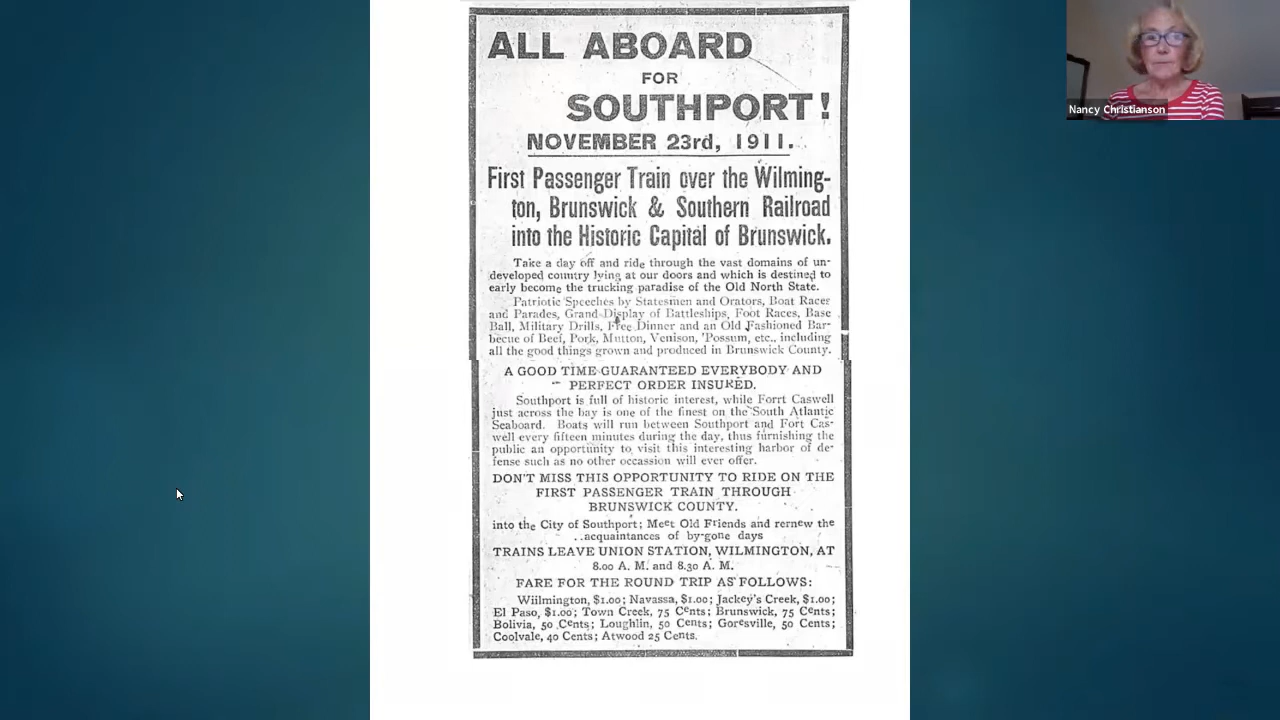 ALL ABOARD
FOR
SOUTHPORT!
NOVEMBER 23rd, 1911.
First Passenger Train over the Wilming-
ton, Brunswick & Southern Railroad
into the Historic Capital of Brunswick.
Take a day off and ride through the vast domains of un-
developed country lying at our doors and which is destined to
early become the trucking paradise of the Old North State.
Patriotic Speeches by Statesmen and Orators, Boat Races
and Parades, Grand Display of Battleships, Foot Races, Base
Ball, Military Drills, Free Dinner and an Old Fashioned Bar-
becue of Beef, Pork, Mutton, Venison, 'Possum, etc., including
all the good things grown and produced in Brunswick County.
A GOOD TIME GUARANTEED EVERYBODY AND
PERFECT ORDER INSURED.
Southport is full of historic interest, while Forrt Caswell
just across the bay is one of the finest on the South Atlantic
Seaboard. Boats will run between Southport and Fort Cas-
well every fifteen minutes during the day, thus furnishing the
public an opportunity to visit this interesting harbor of de-
fense such as no other occassion will ever offer.
DON'T MISS THIS OPPORTUNITY TO RIDE ON THE
FIRST PASSENGER TRAIN THROUGH
BRUNSWICK COUNTY.
into the City of Southport; Meet Old Friends and rernew the
..acquaintances of by-gone days
TRAINS LEAVE UNION STATION, WILMINGTON, AT
8.00 A. M. and 8.30 A. M.
FARE FOR THE ROUND TRIP AS FOLLOWS:
Wiilmington, $1.00; Navassa, $1.00; Jackey's Creek, $1.00;
El Paso, $1.00; Town Creek, 75 Cents; Brunswick, 75 Cents;
Bolivia, 50 Cents; Loughlin, 50 Cents; Goresville, 50 Cents;
Coolvale, 40 Cents; Atwood 25 Cents.
Nancy Christianson